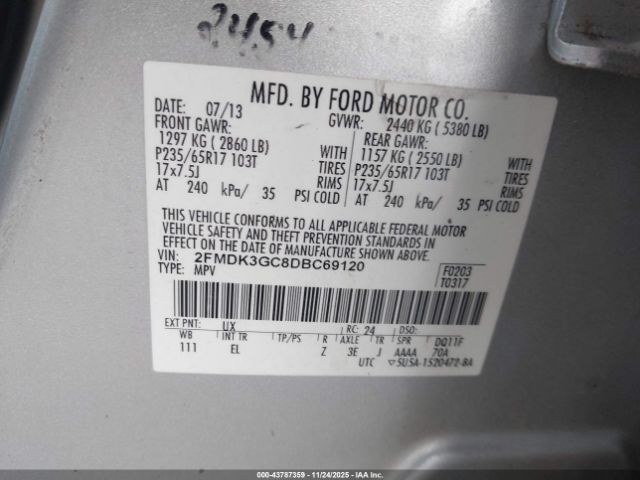 2454
MFD. BY FORD MOTOR CO.
DATE: 07/13 GVWR: 2440 KG ( 5380 LB)
FRONT GAWR: REAR GAWR:
1297 KG ( 2860 LB) WITH 1157 KG ( 2550 LB) WITH
P235/65R17 103T TIRES P235/65R17 103T TIRES
17x7.5J RIMS 17x7.5J RIMS
AT 240 kPa/ 35 PSI COLD AT 240 kPa/ 35 PSI COLD
THIS VEHICLE CONFORMS TO ALL APPLICABLE FEDERAL MOTOR
VEHICLE SAFETY AND THEFT PREVENTION STANDARDS IN
EFFECT ON THE DATE OF MANUFACTURE SHOWN ABOVE.
VIN: 2FMDK3GC8DBC69120 F0203
TYPE: MPV T0317
EXT PNT: UX RC: 24 DSO:
WB INT TR TP/PS R AXLE TR SPR DQ11F
111 EL Z 3E J AAAA 70A
UTC ▽5U5A-1520472-BA
000-43787359 - 11/24/2025 - IAAI.COM